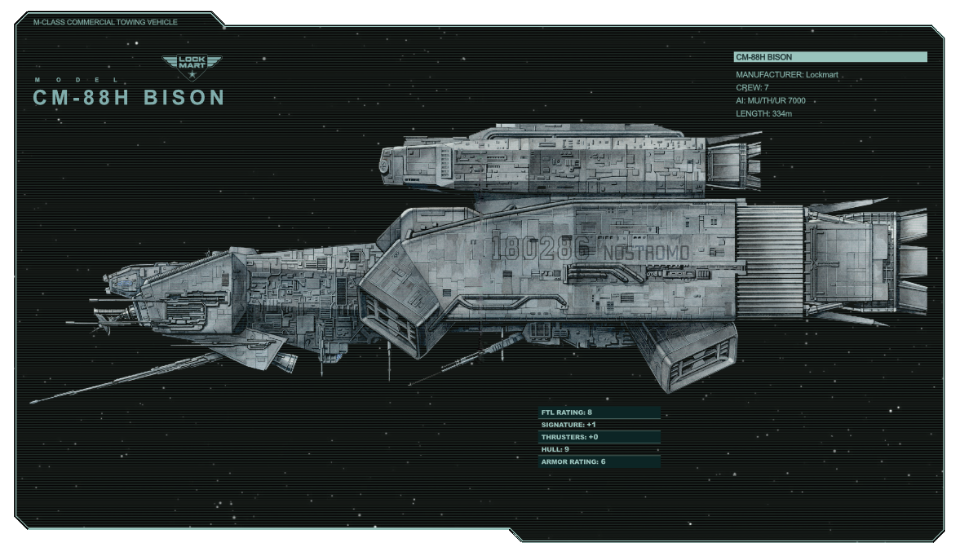 M-CLASS COMMERCIAL TOWING VEHICLE
LOCK
MART
MODEL
CM-88H BISON
CM-88H BISON
MANUFACTURER: Lockmart
CREW: 7
AI: MU/TH/UR 7000
LENGTH: 334m
180286 NOSTROMO
FTL RATING: 8
SIGNATURE: +1
THRUSTERS: +0
HULL: 9
ARMOR RATING: 6